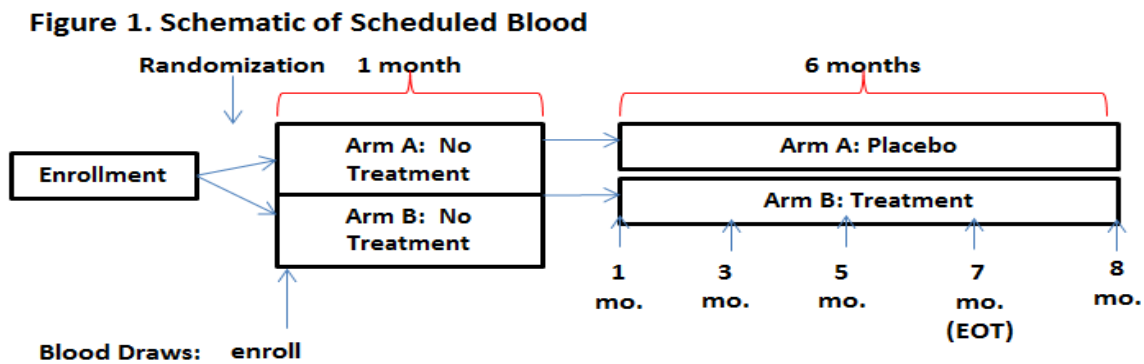 Figure 1. Schematic of Scheduled Blood
Randomization 1 month 6 months
Enrollment
Arm A: No
Treatment
Arm B: No
Treatment
Arm A: Placebo
Arm B: Treatment
1
mo.
3
mo.
5
mo.
7
mo.
(EOT)
8
mo.
Blood Draws: enroll